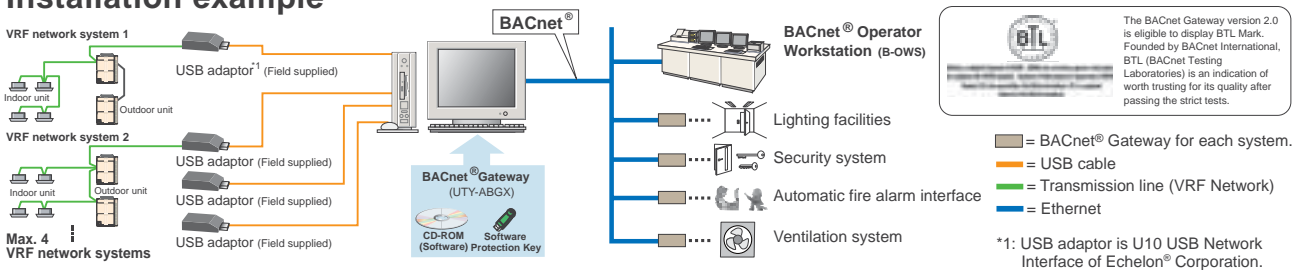 Installation example
VRF network system 1
Indoor unit
Outdoor unit
USB adaptor*1 (Field supplied)
VRF network system 2
Indoor unit
Outdoor unit
USB adaptor (Field supplied)
USB adaptor (Field supplied)
USB adaptor (Field supplied)
Max. 4
VRF network systems
BACnet®
BACnet®Gateway
(UTY-ABGX)
CD-ROM
(Software)
Software
Protection Key
BACnet® Operator
Workstation (B-OWS)
Lighting facilities
Security system
Automatic fire alarm interface
Ventilation system
BTL
The BACnet Gateway version 2.0
is eligible to display BTL Mark.
Founded by BACnet International,
BTL (BACnet Testing
Laboratories) is an indication of
worth trusting for its quality after
passing the strict tests.
= BACnet® Gateway for each system.
= USB cable
= Transmission line (VRF Network)
= Ethernet
*1: USB adaptor is U10 USB Network
Interface of Echelon® Corporation.